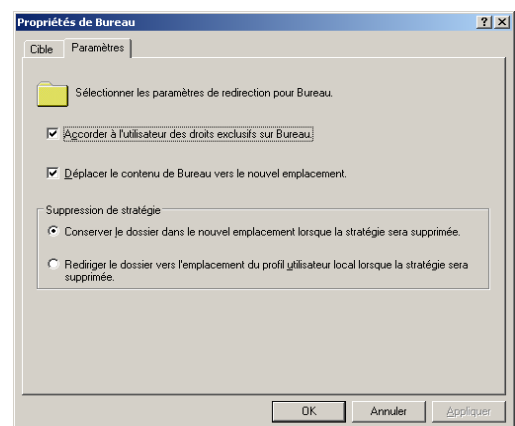 Propriétés de Bureau
Cible
Paramètres
Sélectionner les paramètres de redirection pour Bureau.
Accorder à l'utilisateur des droits exclusifs sur Bureau.
Déplacer le contenu de Bureau vers le nouvel emplacement.
Suppression de stratégie
Conserver le dossier dans le nouvel emplacement lorsque la stratégie sera supprimée.
Rediriger le dossier vers l'emplacement du profil utilisateur local lorsque la stratégie sera
supprimée.
OK
Annuler
Appliquer